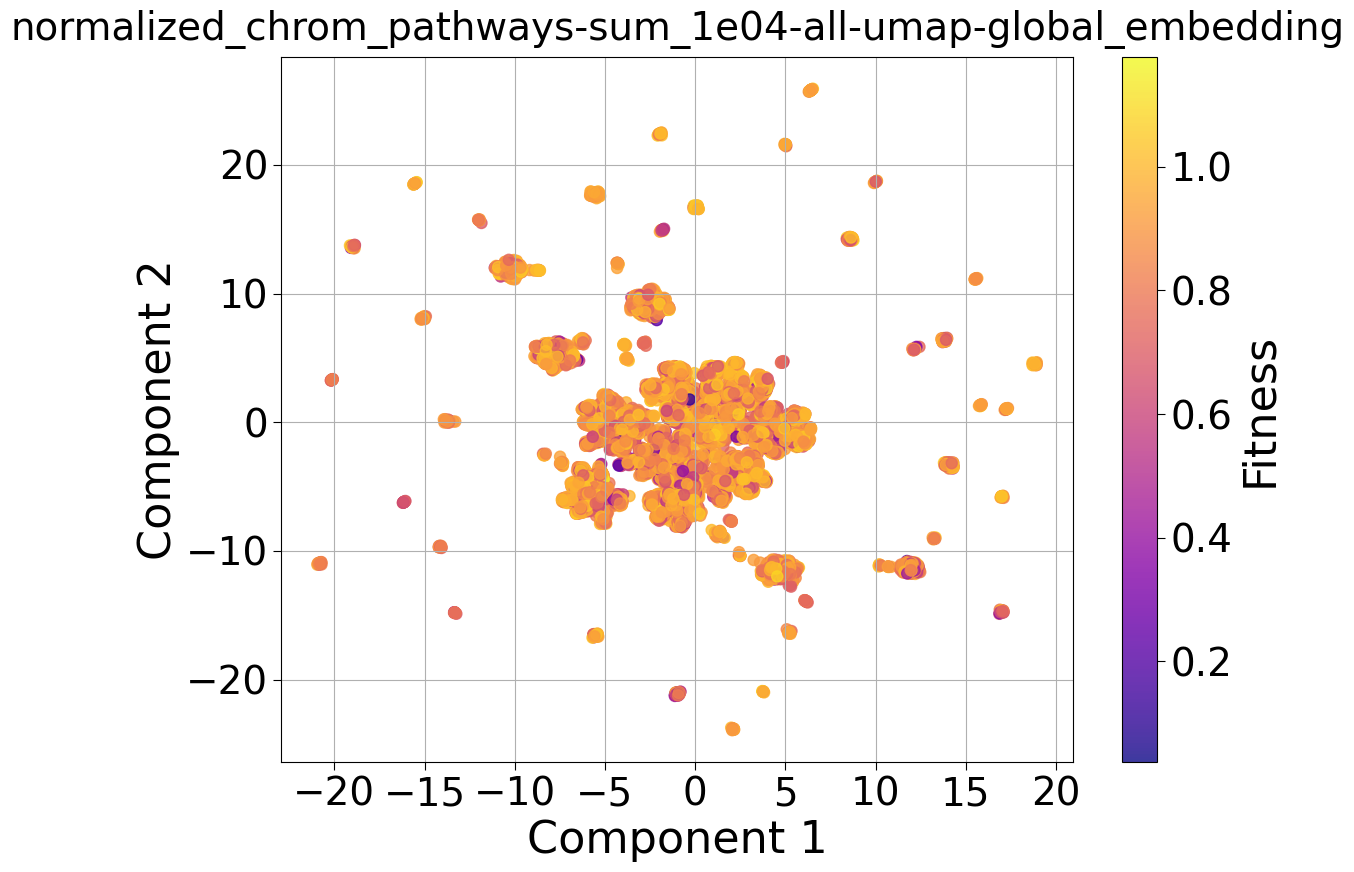 normalized_chrom_pathways-sum_1e04-all-umap-global_embedding
Component 2
20
10
0
−10
−20
−20 −15 −10 −5 0 5 10 15 20
Component 1
1.0
0.8
0.6
0.4
0.2
Fitness